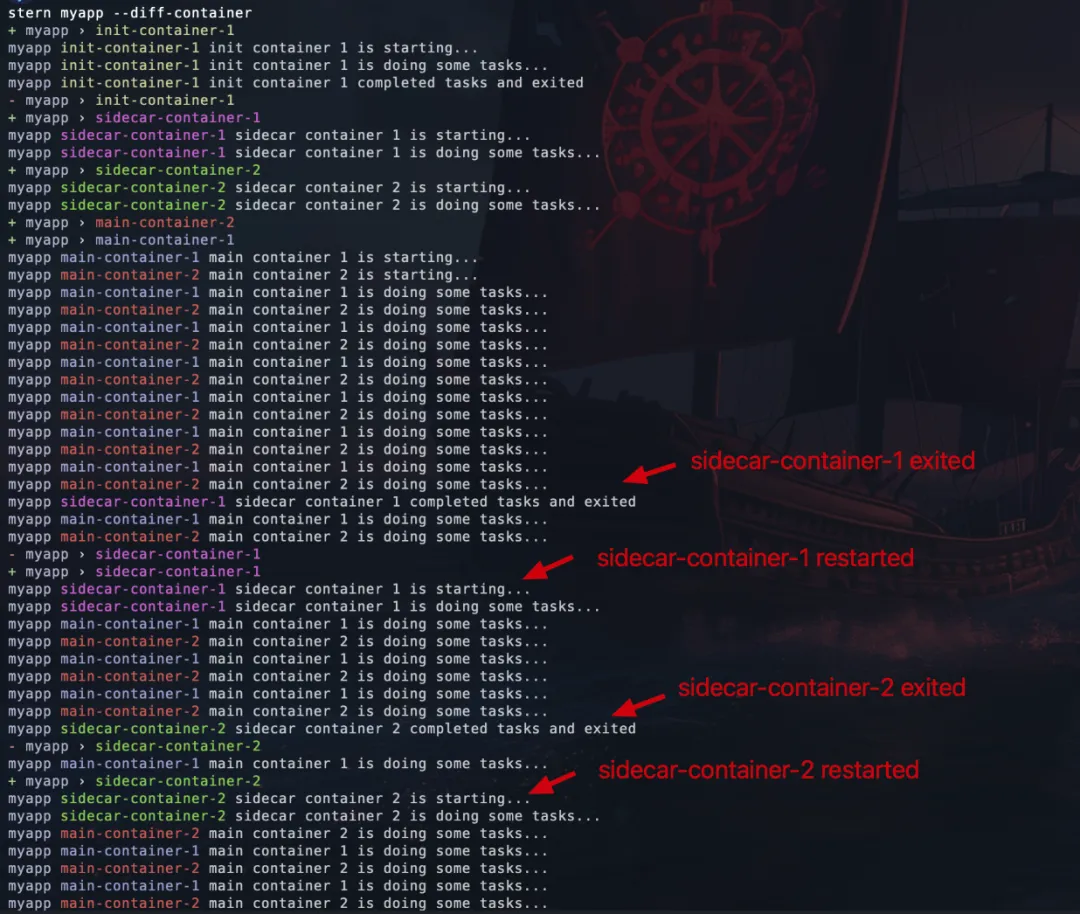 stern myapp --diff-container
+ myapp › init-container-1
myapp init-container-1 init container 1 is starting...
myapp init-container-1 init container 1 is doing some tasks...
myapp init-container-1 init container 1 completed tasks and exited
- myapp › init-container-1
+ myapp › sidecar-container-1
myapp sidecar-container-1 sidecar container 1 is starting...
myapp sidecar-container-1 sidecar container 1 is doing some tasks...
+ myapp › sidecar-container-2
myapp sidecar-container-2 sidecar container 2 is starting...
myapp sidecar-container-2 sidecar container 2 is doing some tasks...
+ myapp › main-container-2
+ myapp › main-container-1
myapp main-container-1 main container 1 is starting...
myapp main-container-2 main container 2 is starting...
myapp main-container-1 main container 1 is doing some tasks...
myapp main-container-2 main container 2 is doing some tasks...
myapp main-container-1 main container 1 is doing some tasks...
myapp main-container-2 main container 2 is doing some tasks...
myapp main-container-1 main container 1 is doing some tasks...
myapp main-container-2 main container 2 is doing some tasks...
myapp main-container-1 main container 1 is doing some tasks...
myapp main-container-2 main container 2 is doing some tasks...
myapp main-container-1 main container 1 is doing some tasks...
myapp main-container-2 main container 2 is doing some tasks...
sidecar-container-1 exited
myapp main-container-1 main container 1 is doing some tasks...
myapp main-container-2 main container 2 is doing some tasks...
myapp sidecar-container-1 sidecar container 1 completed tasks and exited
myapp main-container-1 main container 1 is doing some tasks...
myapp main-container-2 main container 2 is doing some tasks...
- myapp › sidecar-container-1
sidecar-container-1 restarted
+ myapp › sidecar-container-1
myapp sidecar-container-1 sidecar container 1 is starting...
myapp sidecar-container-1 sidecar container 1 is doing some tasks...
myapp main-container-1 main container 1 is doing some tasks...
myapp main-container-2 main container 2 is doing some tasks...
myapp main-container-1 main container 1 is doing some tasks...
myapp main-container-2 main container 2 is doing some tasks...
sidecar-container-2 exited
myapp main-container-1 main container 1 is doing some tasks...
myapp main-container-2 main container 2 is doing some tasks...
myapp sidecar-container-2 sidecar container 2 completed tasks and exited
- myapp › sidecar-container-2
myapp main-container-1 main container 1 is doing some tasks...
sidecar-container-2 restarted
+ myapp › sidecar-container-2
myapp sidecar-container-2 sidecar container 2 is starting...
myapp sidecar-container-2 sidecar container 2 is doing some tasks...
myapp main-container-2 main container 2 is doing some tasks...
myapp main-container-1 main container 1 is doing some tasks...
myapp main-container-2 main container 2 is doing some tasks...
myapp main-container-1 main container 1 is doing some tasks...
myapp main-container-2 main container 2 is doing some tasks...